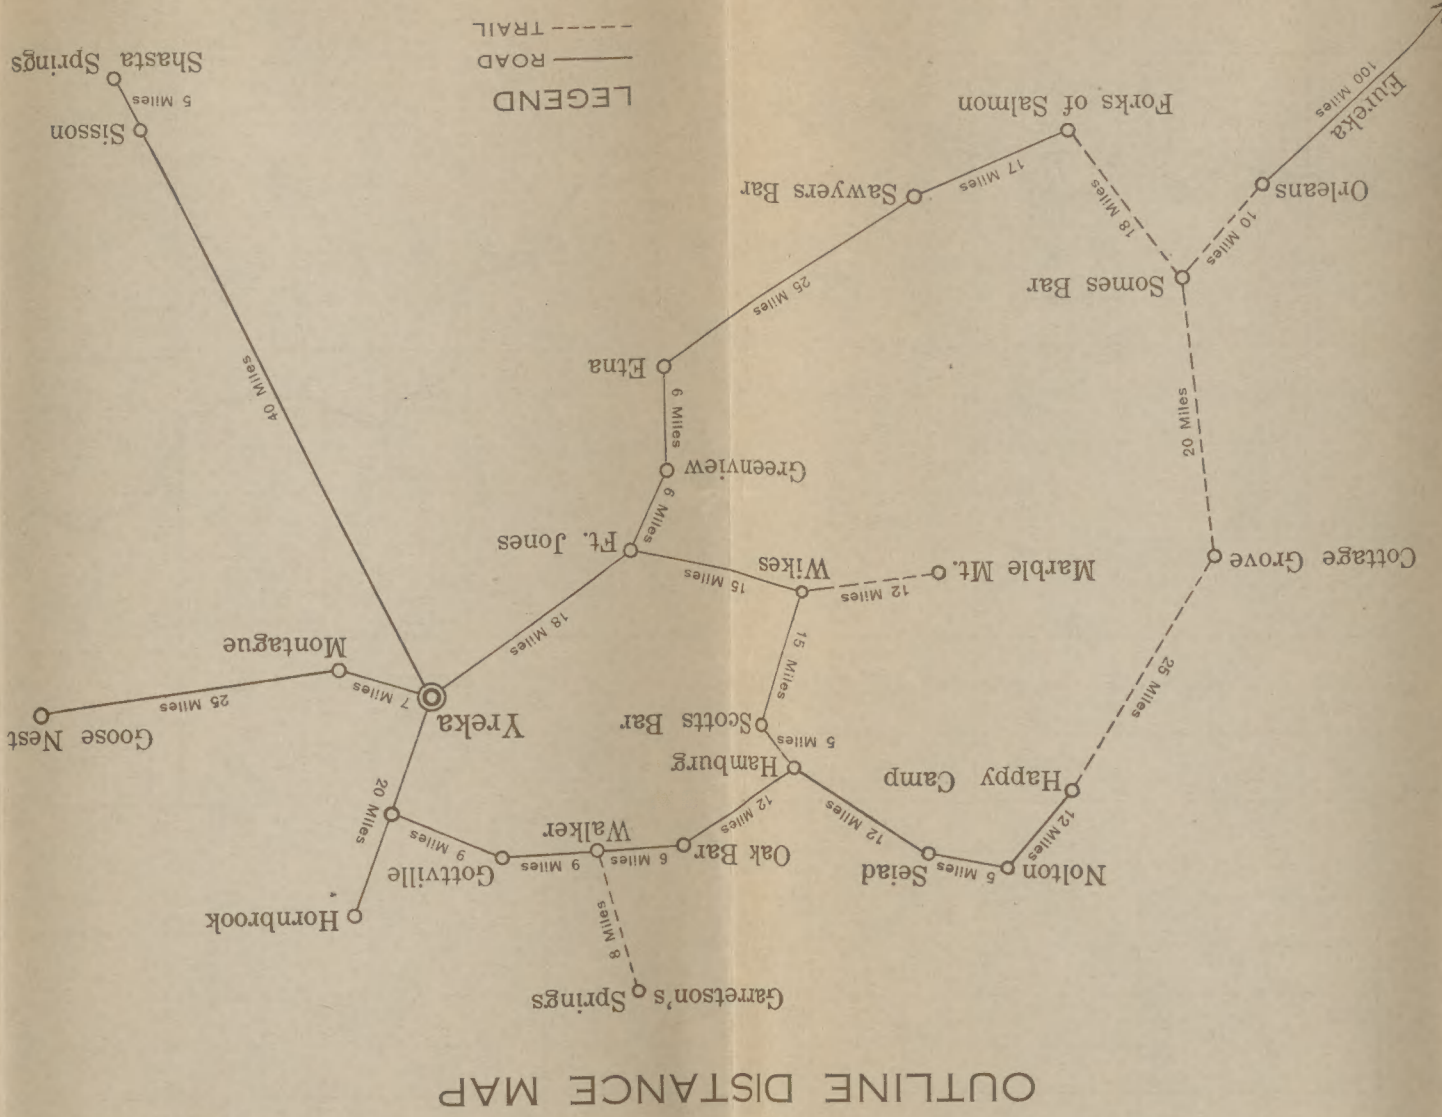 OUTLINE DISTANCE MAP
Garretson's Springs
8 Miles
Hornbrook
20 Miles
Nolton
5 Miles
Seiad
12 Miles
Oak Bar
6 Miles
Walker
9 Miles
Gottville
9 Miles
12 Miles
Happy Camp
12 Miles
Hamburg
5 Miles
Scotts Bar
Yreka
Goose Nest
25 Miles
7 Miles
Montague
25 Miles
15 Miles
18 Miles
Cottage Grove
Marble Mt.
12 Miles
Wikes
15 Miles
Ft. Jones
6 Miles
Greenview
6 Miles
20 Miles
Etna
40 Miles
25 Miles
Somes Bar
10 Miles
18 Miles
Orleans
Sawyers Bar
17 Miles
Forks of Salmon
Eureka
100 Miles
Sisson
5 Miles
Shasta Springs
LEGEND
ROAD
TRAIL